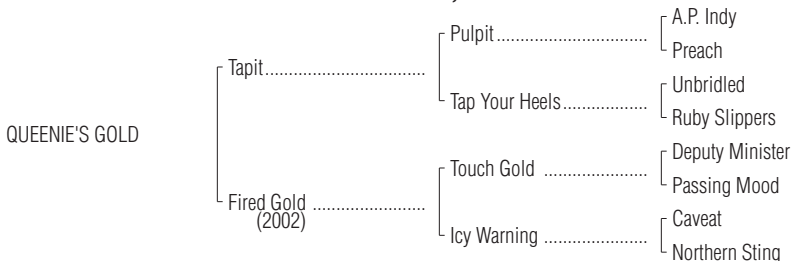 A.P. Indy
Pulpit
Preach
Tapit
Unbridled
Tap Your Heels
Ruby Slippers
QUEENIE'S GOLD
Deputy Minister
Touch Gold
Passing Mood
Fired Gold
(2002)
Caveat
Icy Warning
Northern Sting